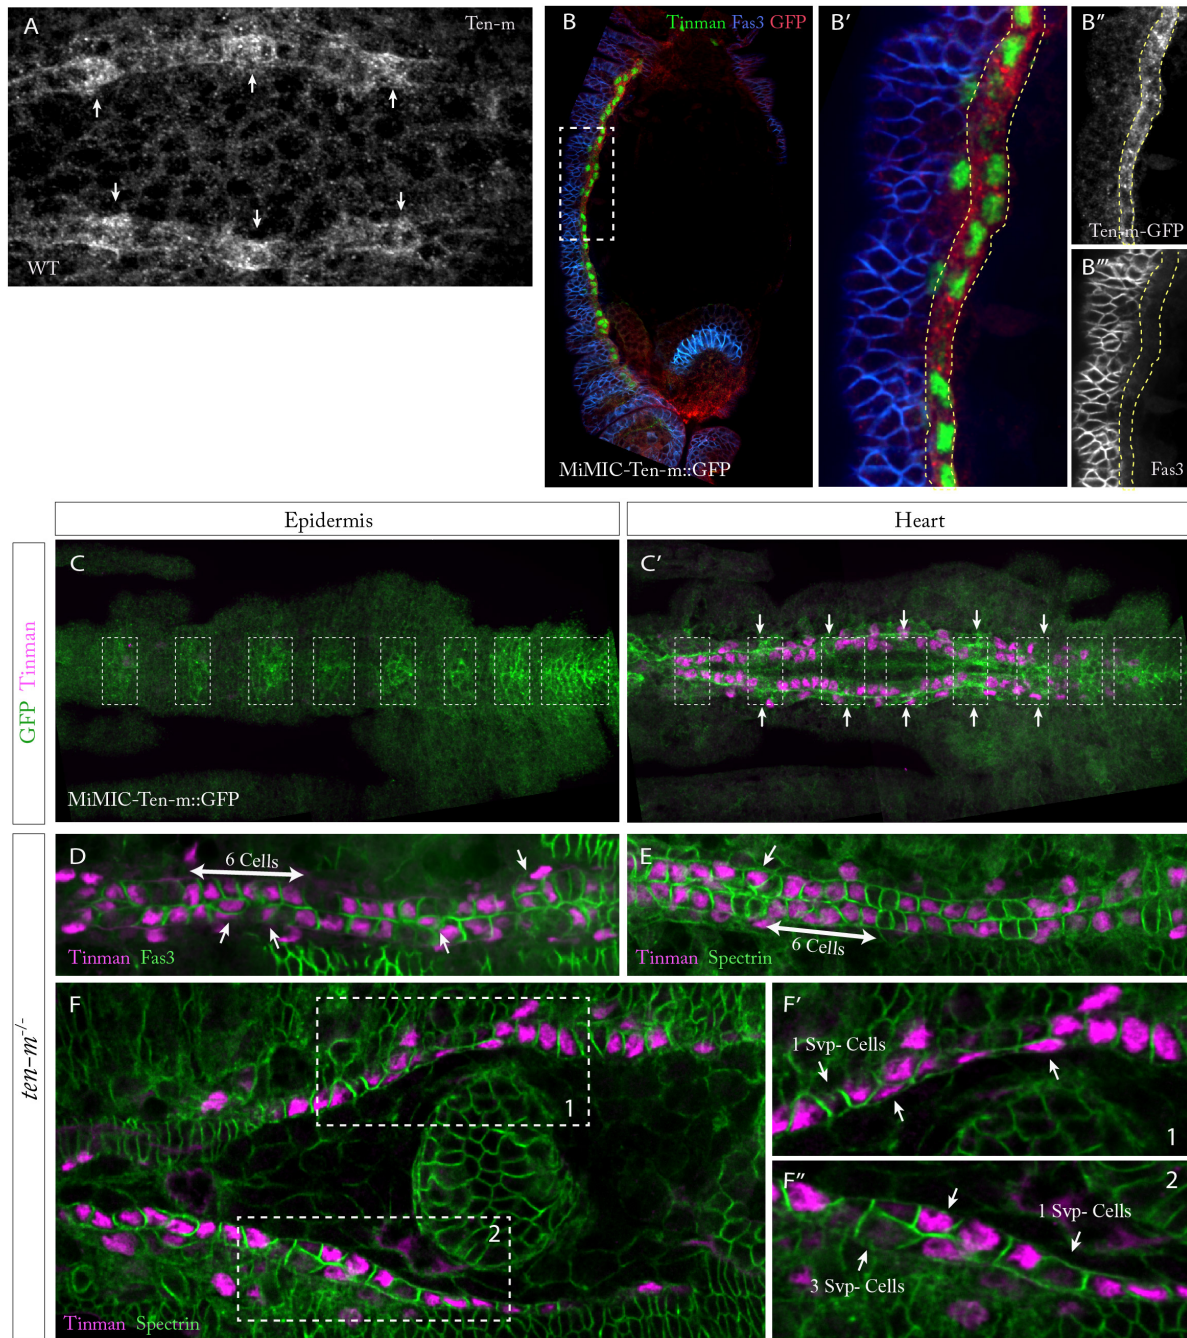 A
Ten-m
WT
B
Tinman Fas3 GFP
MiMIC-Ten-m::GFP
B'
B''
Ten-m-GFP
B'''
Fas3
Epidermis
Heart
GFP Tinman
C
MiMIC-Ten-m::GFP
C'
ten-m-/-
D
6 Cells
Tinman Fas3
E
6 Cells
Tinman Spectrin
F
1
2
Tinman Spectrin
F'
1 Svp- Cells
1
F''
2
1 Svp- Cells
3 Svp- Cells